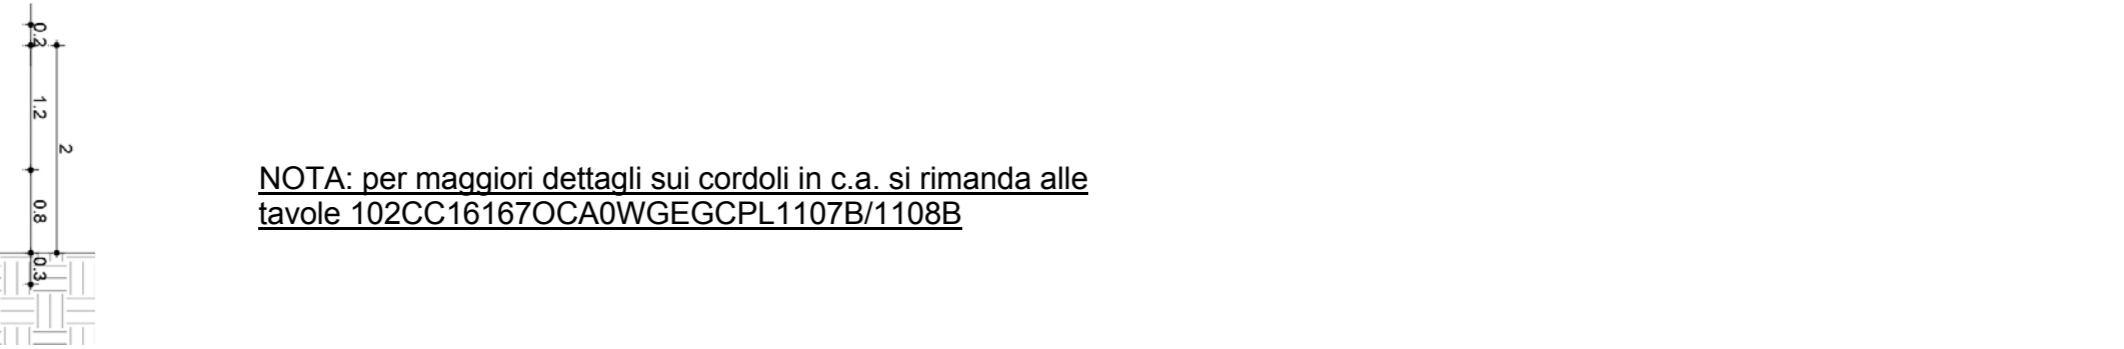 0.2
1.2
2
0.8
0.3
NOTA: per maggiori dettagli sui cordoli in c.a. si rimanda alle
tavole 102CC16167OCA0WGEGCPL1107B/1108B